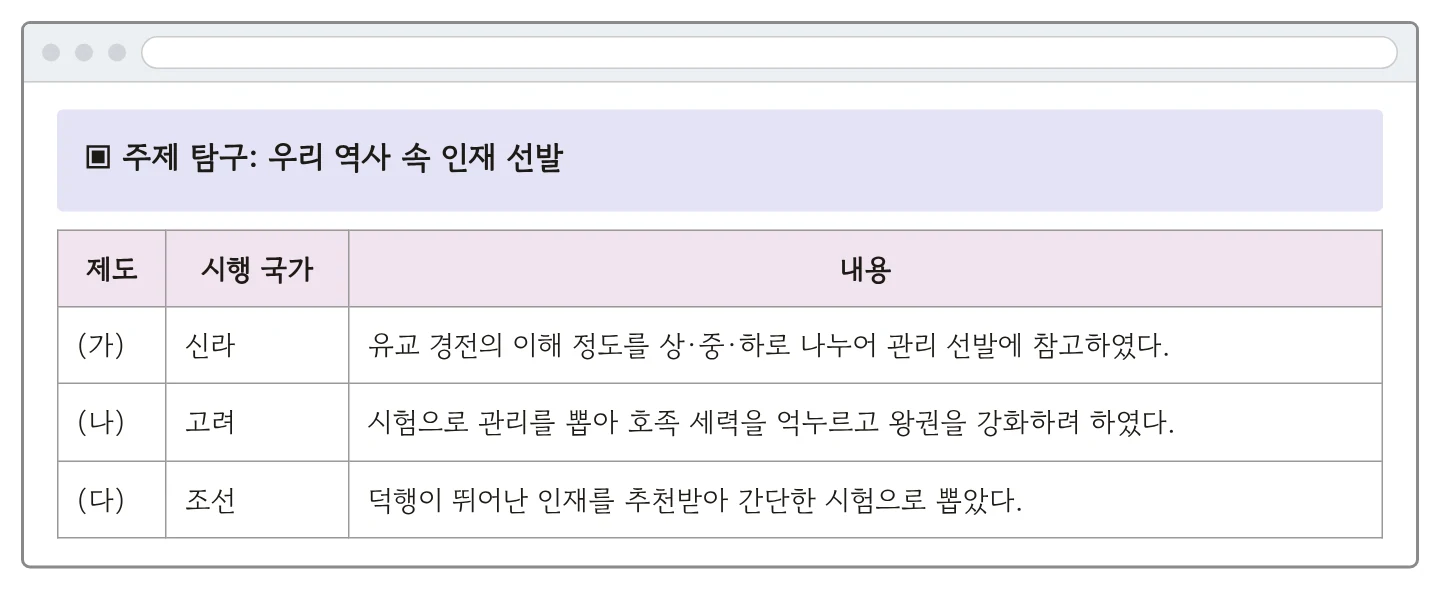 ▣ 주제 탐구: 우리 역사 속 인재 선발
제도 시행 국가 내용
(가) 신라 유교 경전의 이해 정도를 상·중·하로 나누어 관리 선발에 참고하였다.
(나) 고려 시험으로 관리를 뽑아 호족 세력을 억누르고 왕권을 강화하려 하였다.
(다) 조선 덕행이 뛰어난 인재를 추천받아 간단한 시험으로 뽑았다.